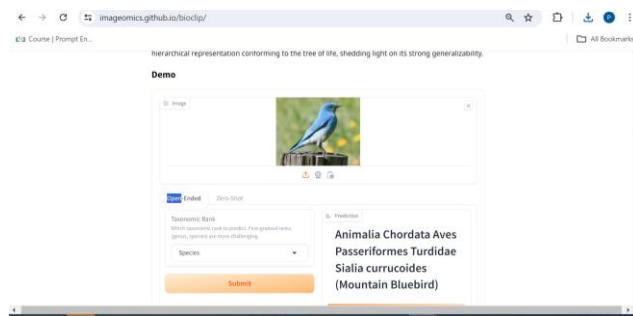 imageomics.github.io/bioclip/
Course | Prompt En...
All Bookmarks
hierarchical representation conforming to the tree of life, shedding light on its strong generalizability.
Demo
Image
Open-Ended Zero-Shot
Taxonomic Rank
Which taxonomic rank to predict. Fine-grained ranks
(genus, species) are more challenging.
Species
Submit
Prediction
Animalia Chordata Aves
Passeriformes Turdidae
Sialia currucoides
(Mountain Bluebird)